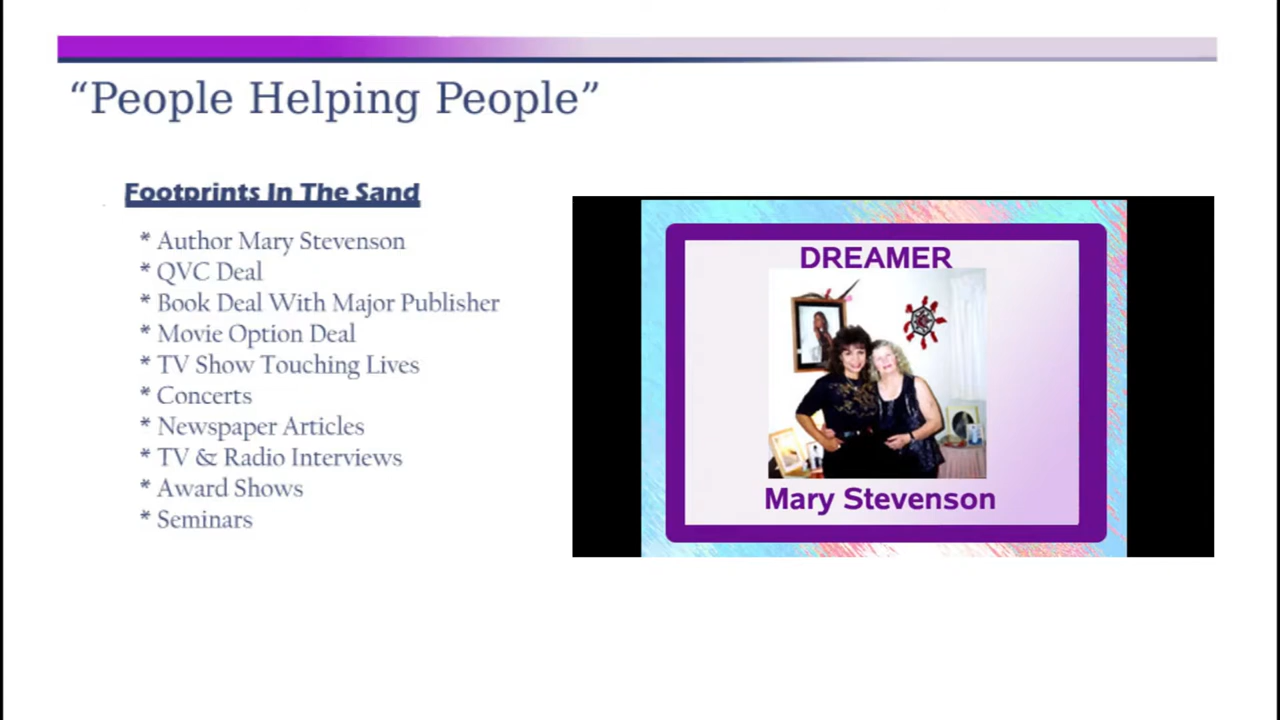 “People Helping People”
Footprints In The Sand
* Author Mary Stevenson
* QVC Deal
* Book Deal With Major Publisher
* Movie Option Deal
* TV Show Touching Lives
* Concerts
* Newspaper Articles
* TV & Radio Interviews
* Award Shows
* Seminars
DREAMER
Mary Stevenson